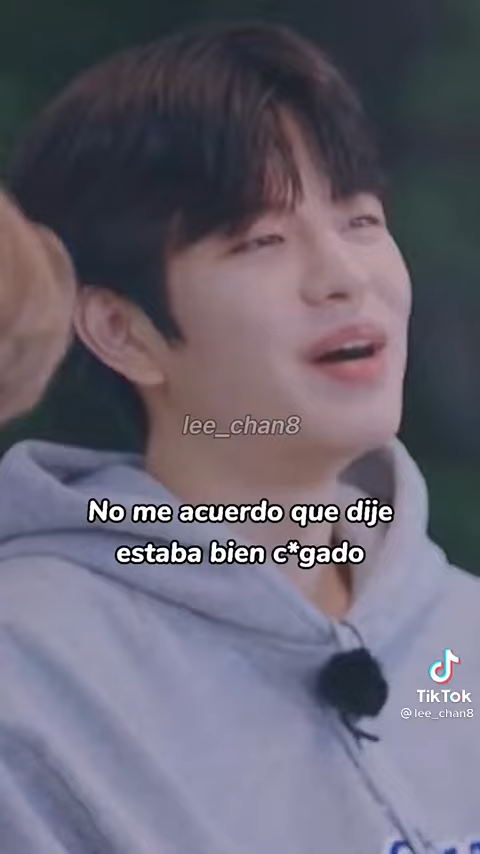 lee_chan8
No me acuerdo que dije
estaba bien c*gado
TikTok
@lee_chan8